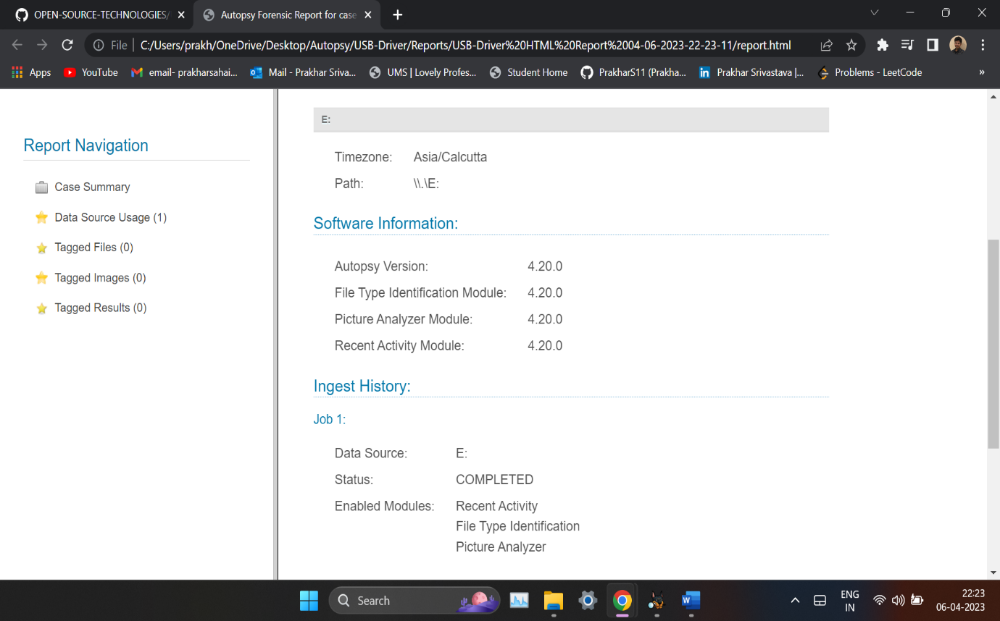 OPEN-SOURCE-TECHNOLOGIES/
Autopsy Forensic Report for case
File
C:/Users/prakh/OneDrive/Desktop/Autopsy/USB-Driver/Reports/USB-Driver%20HTML%20Report%2004-06-2023-22-23-11/report.html
Apps
YouTube
email- prakharsahai...
Mail - Prakhar Sriva...
UMS | Lovely Profes...
Student Home
PrakharS11 (Prakha...
Prakhar Srivastava |...
Problems - LeetCode
»
Report Navigation
Case Summary
Data Source Usage (1)
Tagged Files (0)
Tagged Images (0)
Tagged Results (0)
E:
Timezone: Asia/Calcutta
Path: \\.\E:
Software Information:
Autopsy Version: 4.20.0
File Type Identification Module: 4.20.0
Picture Analyzer Module: 4.20.0
Recent Activity Module: 4.20.0
Ingest History:
Job 1:
Data Source: E:
Status: COMPLETED
Enabled Modules: Recent Activity
File Type Identification
Picture Analyzer
Search
ENG
IN
22:23
06-04-2023